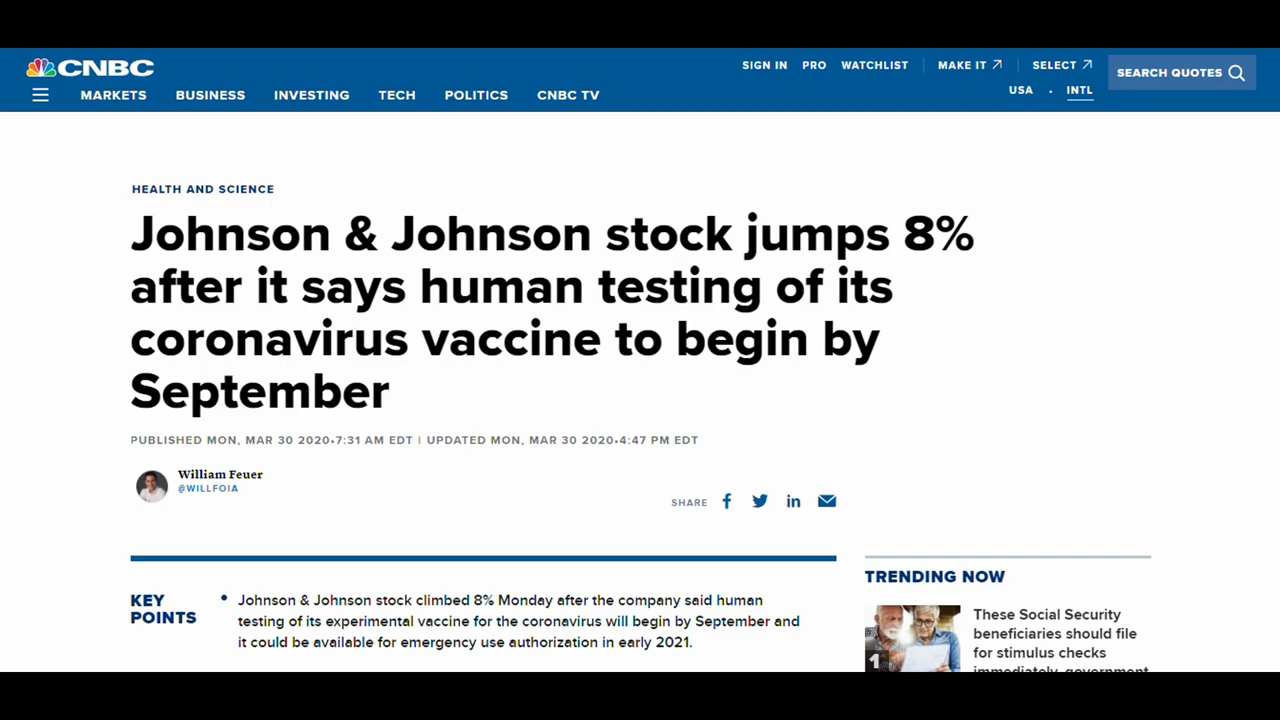 CNBC
SIGN IN PRO WATCHLIST MAKE IT SELECT
SEARCH QUOTES
USA • INTL
MARKETS BUSINESS INVESTING TECH POLITICS CNBC TV
HEALTH AND SCIENCE
Johnson & Johnson stock jumps 8%
after it says human testing of its
coronavirus vaccine to begin by
September
PUBLISHED MON, MAR 30 2020•7:31 AM EDT | UPDATED MON, MAR 30 2020•4:47 PM EDT
William Feuer
@WILLFOIA
SHARE
KEY
POINTS
• Johnson & Johnson stock climbed 8% Monday after the company said human
testing of its experimental vaccine for the coronavirus will begin by September and
it could be available for emergency use authorization in early 2021.
TRENDING NOW
1
These Social Security
beneficiaries should file
for stimulus checks
immediately, government